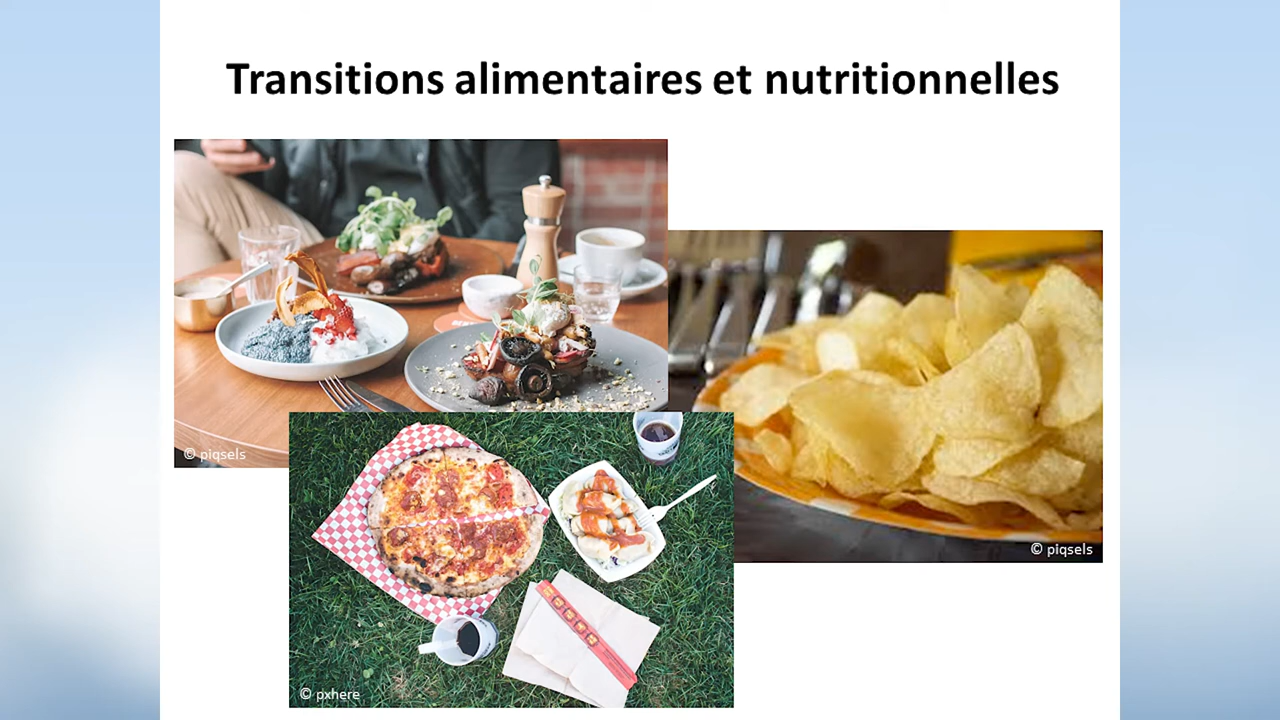 Transitions alimentaires et nutritionnelles
© piqsels
© piqsels
© pxhere